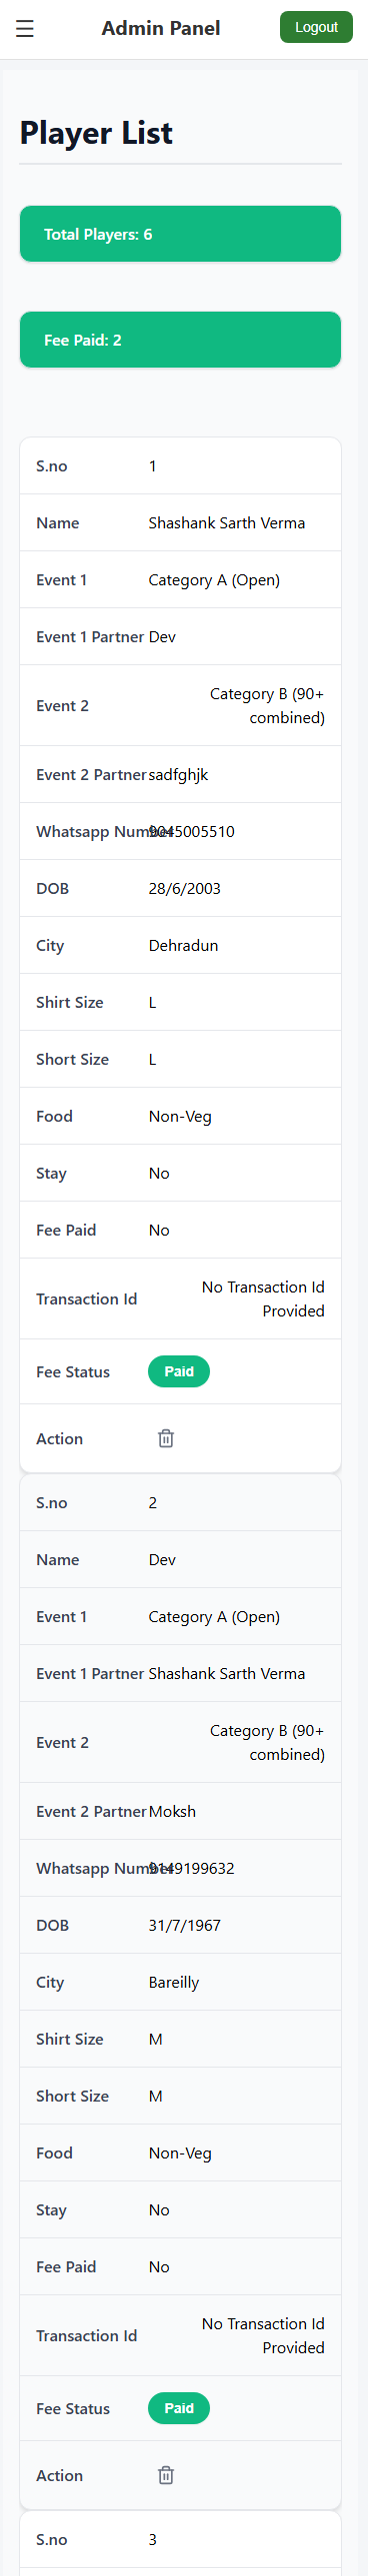 ☰ Admin Panel Logout
Player List
Total Players: 6
Fee Paid: 2
S.no 1
Name Shashank Sarth Verma
Event 1 Category A (Open)
Event 1 Partner Dev
Event 2 Category B (90+
combined)
Event 2 Partner sadfghjk
Whatsapp Number 9045005510
DOB 28/6/2003
City Dehradun
Shirt Size L
Short Size L
Food Non-Veg
Stay No
Fee Paid No
Transaction Id No Transaction Id
Provided
Fee Status Paid
Action
S.no 2
Name Dev
Event 1 Category A (Open)
Event 1 Partner Shashank Sarth Verma
Event 2 Category B (90+
combined)
Event 2 Partner Moksh
Whatsapp Number 9149199632
DOB 31/7/1967
City Bareilly
Shirt Size M
Short Size M
Food Non-Veg
Stay No
Fee Paid No
Transaction Id No Transaction Id
Provided
Fee Status Paid
Action
S.no 3